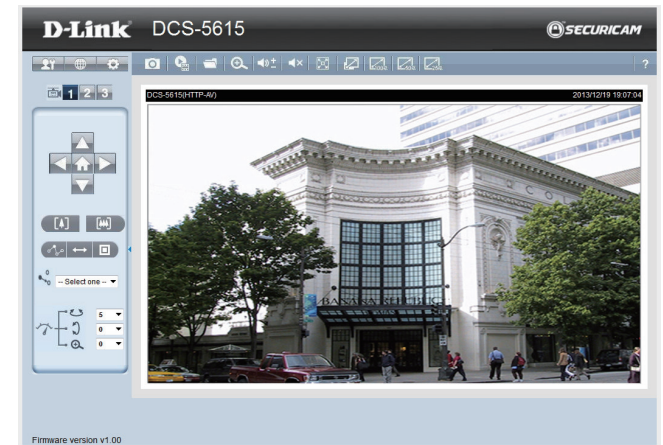 D-Link DCS-5615 SECURICAM
?
1 2 3
DCS-5615(HTTP-AV) 2013/12/19 19:07:04
BANANA REPUBLIC
-- Select one --
5
0
0
Firmware version v1.00